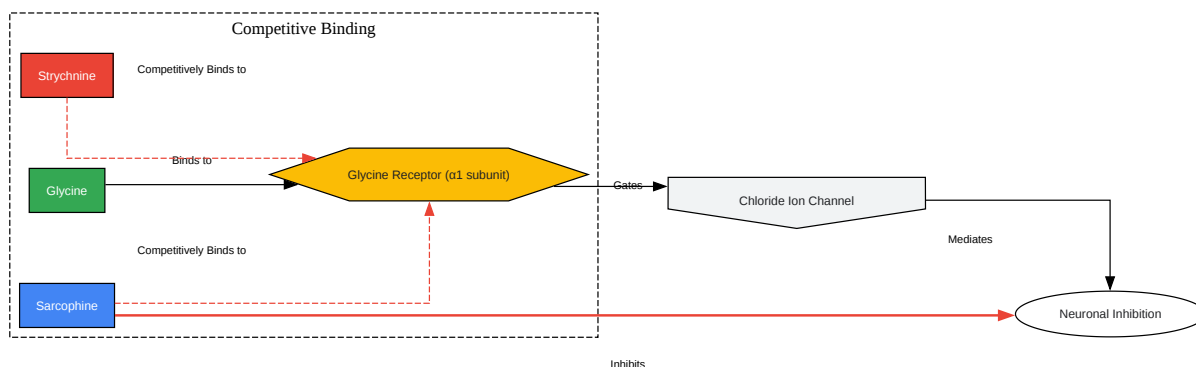 Competitive Binding
Strychnine
Competitively Binds to
Binds to
Glycine
Glycine Receptor (α1 subunit)
Gates
Chloride Ion Channel
Mediates
Competitively Binds to
Sarcophine
Neuronal Inhibition
Inhibits